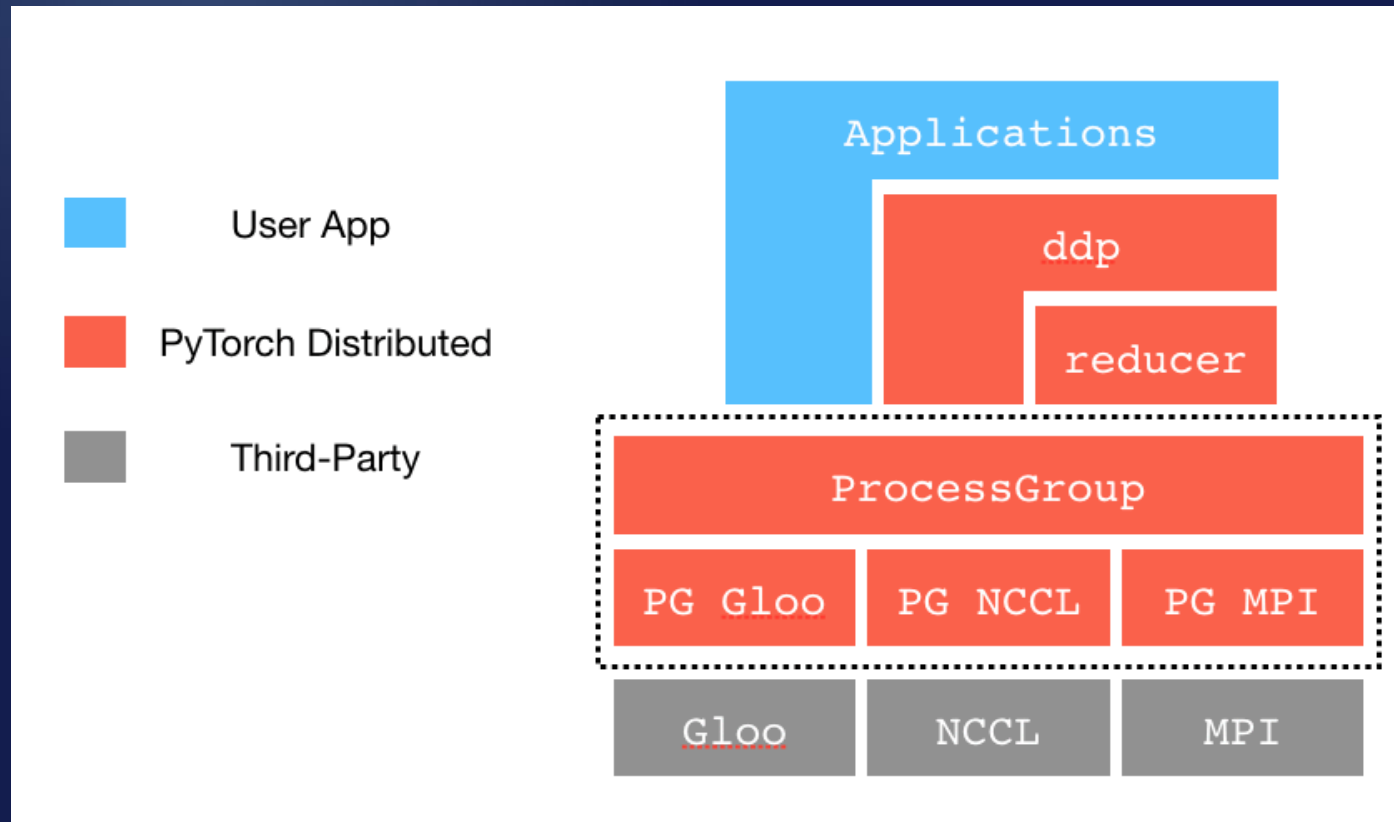 User App
PyTorch Distributed
Third-Party
Applications
ddp
reducer
ProcessGroup
PG Gloo
PG NCCL
PG MPI
Gloo
NCCL
MPI